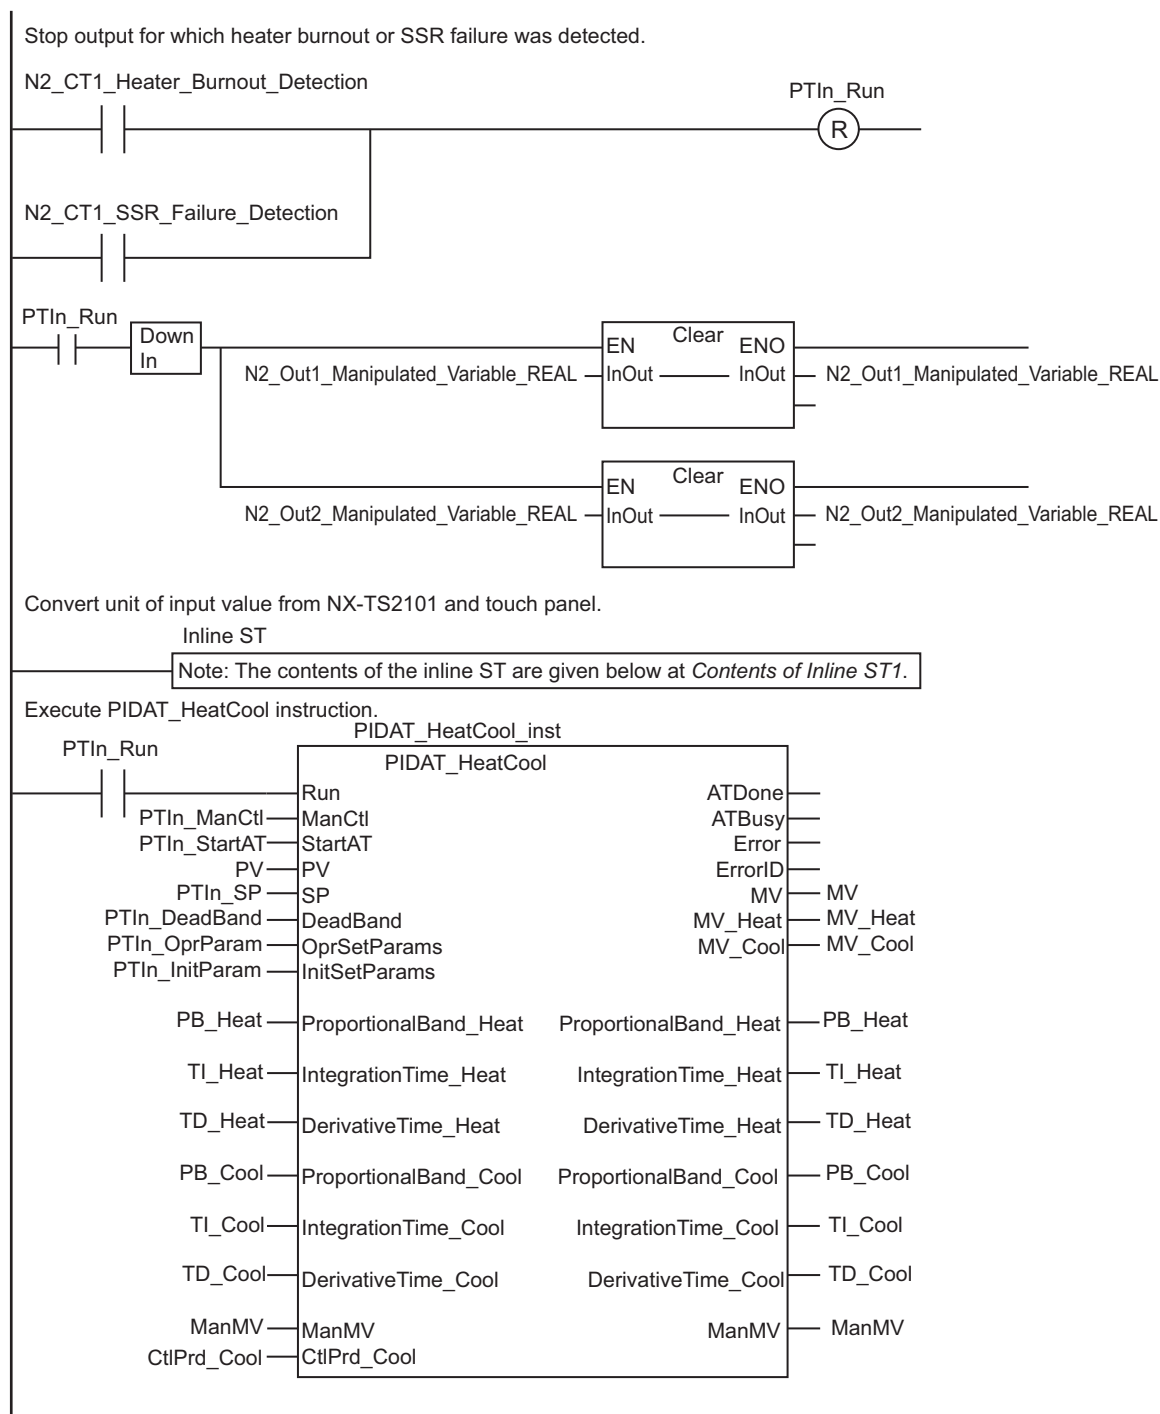 Stop output for which heater burnout or SSR failure was detected.
N2_CT1_Heater_Burnout_Detection
PTIn_Run
R
N2_CT1_SSR_Failure_Detection
PTIn_Run
Down
In
EN Clear ENO
N2_Out1_Manipulated_Variable_REAL InOut InOut N2_Out1_Manipulated_Variable_REAL
EN Clear ENO
N2_Out2_Manipulated_Variable_REAL InOut InOut N2_Out2_Manipulated_Variable_REAL
Convert unit of input value from NX-TS2101 and touch panel.
Inline ST
Note: The contents of the inline ST are given below at Contents of Inline ST1.
Execute PIDAT_HeatCool instruction.
PIDAT_HeatCool_inst
PTIn_Run
PIDAT_HeatCool
Run ATDone
PTIn_ManCtl ManCtl ATBusy
PTIn_StartAT StartAT Error
PV PV ErrorID
PTIn_SP SP MV MV
PTIn_DeadBand DeadBand MV_Heat MV_Heat
PTIn_OprParam OprSetParams MV_Cool MV_Cool
PTIn_InitParam InitSetParams
PB_Heat ProportionalBand_Heat ProportionalBand_Heat PB_Heat
TI_Heat IntegrationTime_Heat IntegrationTime_Heat TI_Heat
TD_Heat DerivativeTime_Heat DerivativeTime_Heat TD_Heat
PB_Cool ProportionalBand_Cool ProportionalBand_Cool PB_Cool
TI_Cool IntegrationTime_Cool IntegrationTime_Cool TI_Cool
TD_Cool DerivativeTime_Cool DerivativeTime_Cool TD_Cool
ManMV ManMV ManMV ManMV
CtlPrd_Cool CtlPrd_Cool